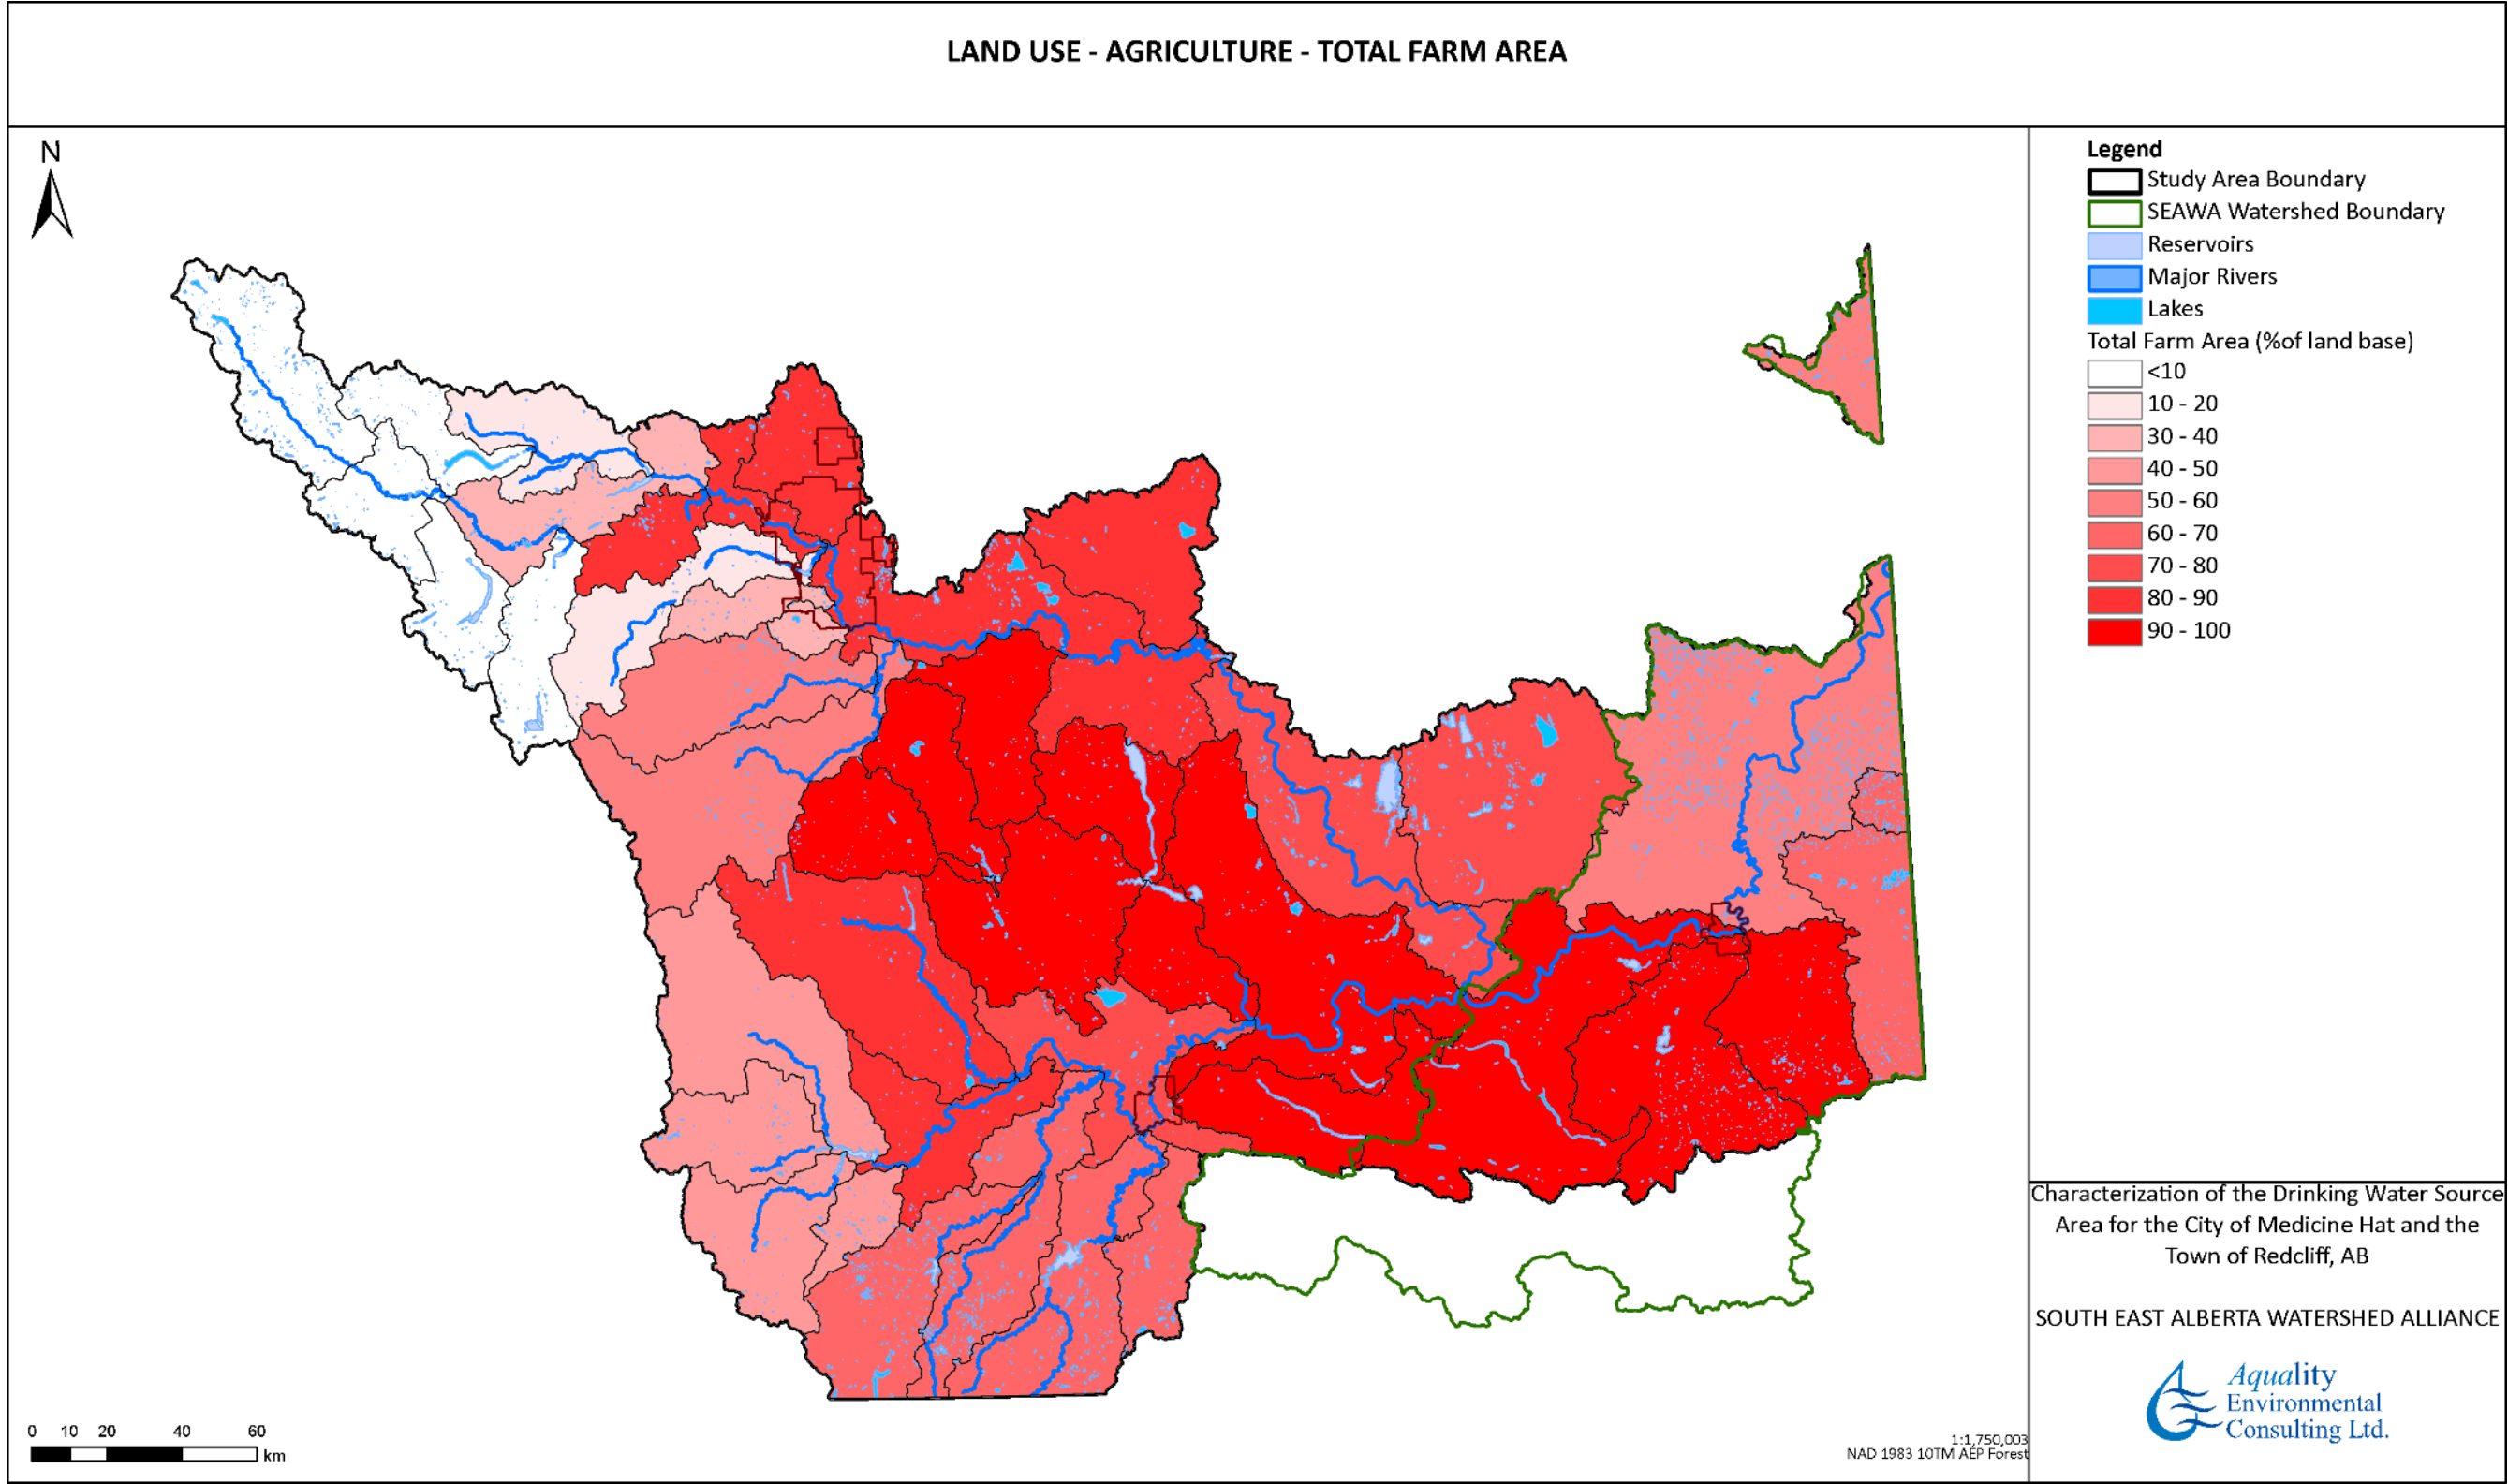 LAND USE - AGRICULTURE - TOTAL FARM AREA
N
Legend
Study Area Boundary
SEAWA Watershed Boundary
Reservoirs
Major Rivers
Lakes
Total Farm Area (%of land base)
<10
10 - 20
30 - 40
40 - 50
50 - 60
60 - 70
70 - 80
80 - 90
90 - 100
Characterization of the Drinking Water Source
Area for the City of Medicine Hat and the
Town of Redcliff, AB
SOUTH EAST ALBERTA WATERSHED ALLIANCE
Aquality
Environmental
Consulting Ltd.
0 10 20 40 60
km
1:1,750,003
NAD 1983 10TM AEP Forest